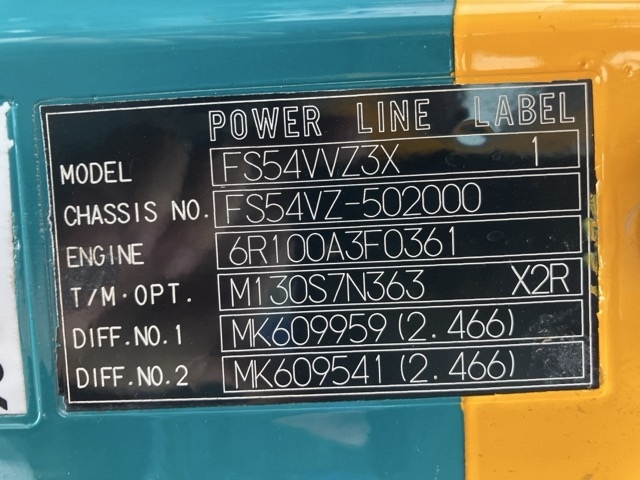 POWER LINE LABEL
MODEL FS54VVZ3X 1
CHASSIS NO. FS54VZ-502000
ENGINE 6R100A3F0361
T/M·OPT. M130S7N363 X2R
DIFF.NO.1 MK609959 (2.466)
DIFF.NO.2 MK609541 (2.466)